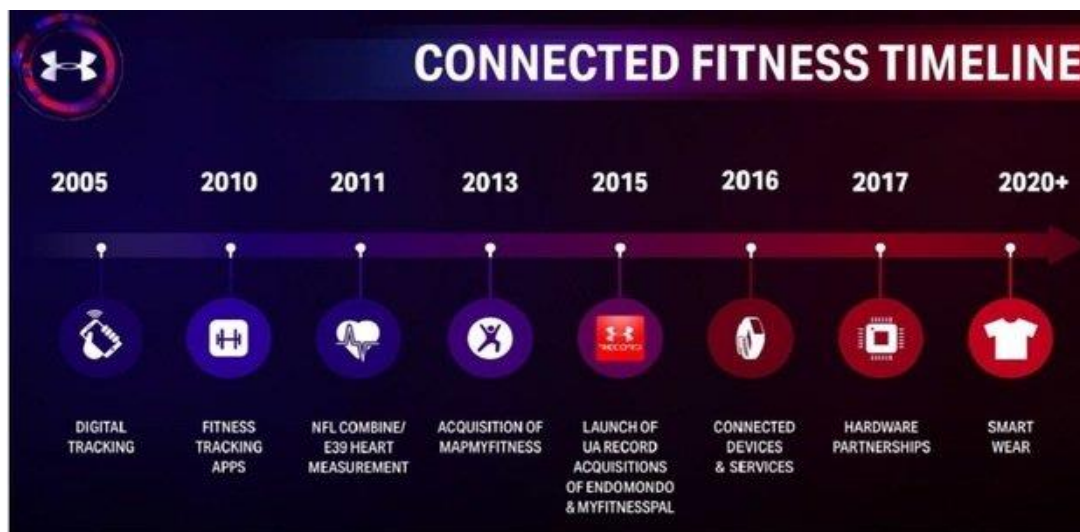 CONNECTED FITNESS TIMELINE
2005
2010
2011
2013
2015
2016
2017
2020+
DIGITAL
TRACKING
FITNESS
TRACKING
APPS
NFL COMBINE/
E39 HEART
MEASUREMENT
ACQUISITION OF
MAPMYFITNESS
LAUNCH OF
UA RECORD
ACQUISITIONS
OF ENDOMONDO
& MYFITNESSPAL
CONNECTED
DEVICES
& SERVICES
HARDWARE
PARTNERSHIPS
SMART
WEAR